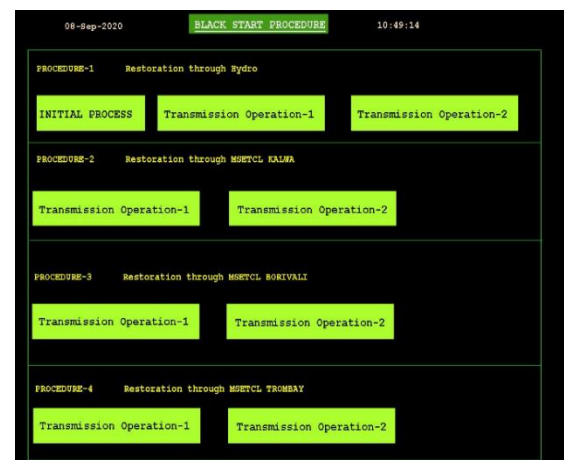 08-Sep-2020 BLACK START PROCEDURE 10:49:14
PROCEDURE-1 Restoration through Hydro
INITIAL PROCESS Transmission Operation-1 Transmission Operation-2
PROCEDURE-2 Restoration through MSETCL KALWA
Transmission Operation-1 Transmission Operation-2
PROCEDURE-3 Restoration through MSETCL BORIVALI
Transmission Operation-1 Transmission Operation-2
PROCEDURE-4 Restoration through MSETCL TROMBAY
Transmission Operation-1 Transmission Operation-2